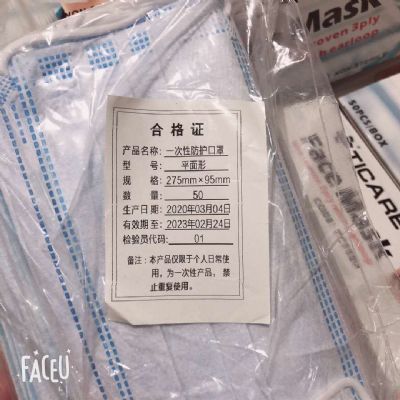 Mask
oven 3ply
earloop
合格证
产品名称: 一次性防护口罩
型 号: 平面形
规 格: 275mm×95mm
数 量: 50
生产日期: 2020年03月04日
有效期至: 2023年02月24日
检验员代码: 01
备注:本产品仅限于个人日常使
用,为一次性产品,禁
止重复使用。
50PCS/BOX
TICARE
Face Mask
FACEU